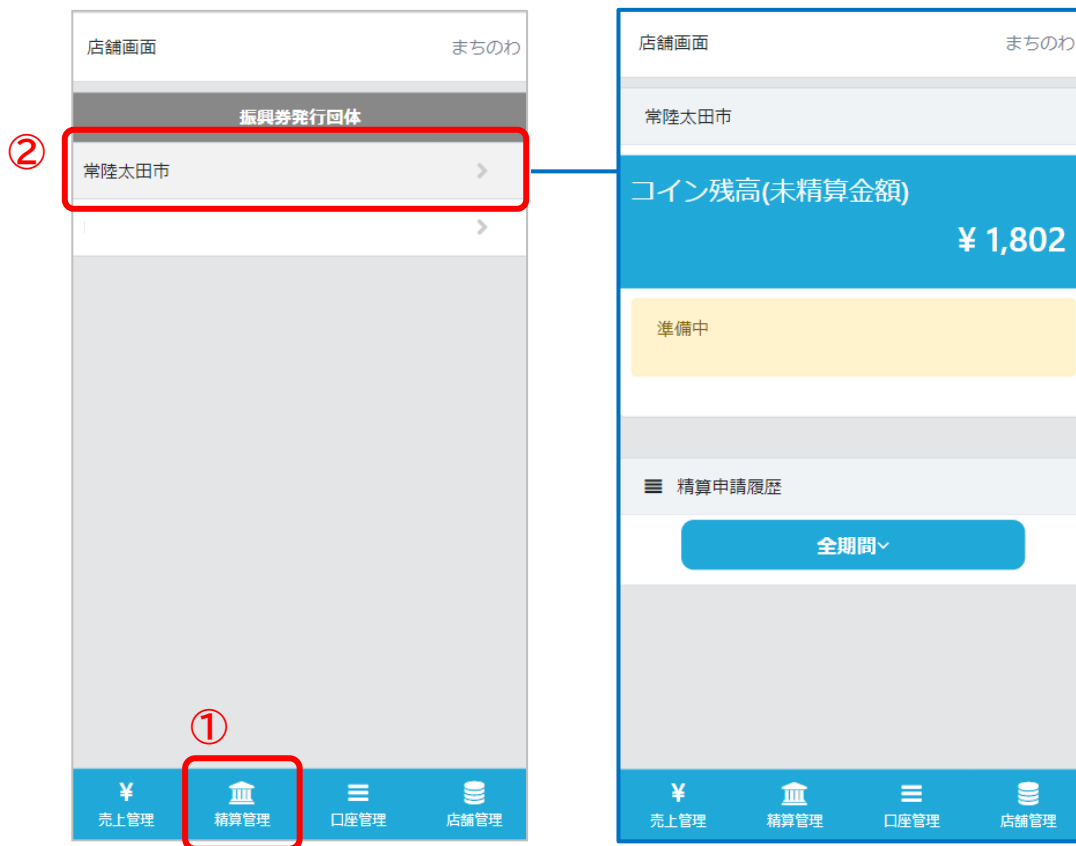 店舗画面 まちのわ
振興券発行団体
②
常陸太田市
①
¥ 売上管理 精算管理 口座管理 店舗管理
店舗画面 まちのわ
常陸太田市
コイン残高(未精算金額)
¥ 1,802
準備中
精算申請履歴
全期間
¥ 売上管理 精算管理 口座管理 店舗管理